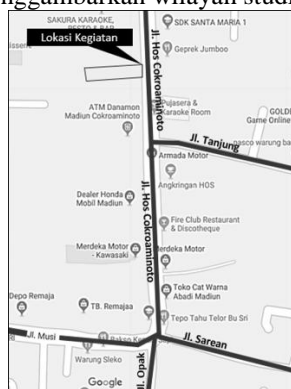 nggambarkan wilayah studi
SAKURA KARAOKE,
SDK SANTA MARIA 1
Lokasi Kegiatan
Geprek Jumboo
ATM Danamon
Madiun Cokroaminoto
Pujasera &
Karaoke Room
Jl. Hos Cokroaminoto
GOLD
Game Online
Jl. Tanjung
pasco warung ba
Armada Motor
Angkringan HOS
Dealer Honda
Mobil Madiun
Jl. Hos Cokroaminoto
Fire Club Restaurant
& Discotheque
Merdeka Motor
- Kawasaki
Merdeka Motor
Toko Cat Warna
Abadi Madiun
Depo Remaja
TB. Remajaa
Tepo Tahu Telor Bu Sri
Jl. Musi
Jl. Sarean
Warung Sleko
Jl. Opak
Google